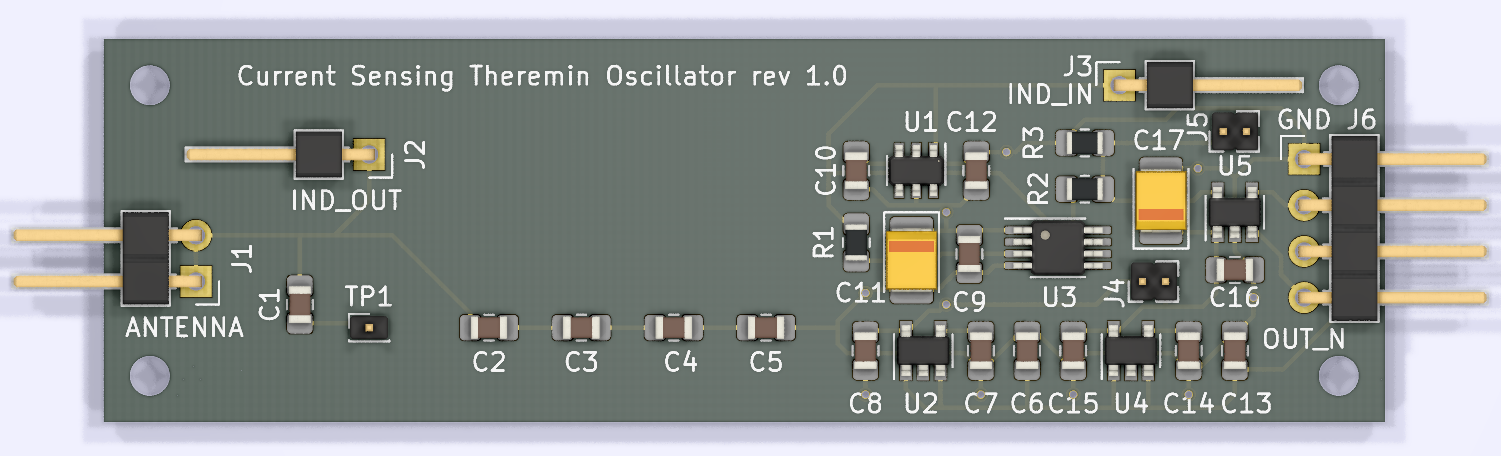 Current Sensing Theremin Oscillator rev 1.0
J3
IND_IN
J2
IND_OUT
J1
ANTENNA
C1
TP1
C2
C3
C4
C5
U1
C12
C10
R3
R2
C17
J5
GND
J6
U5
R1
C11
C9
U3
J4
C16
OUT_N
C8
U2
C7
C6
C15
U4
C14
C13